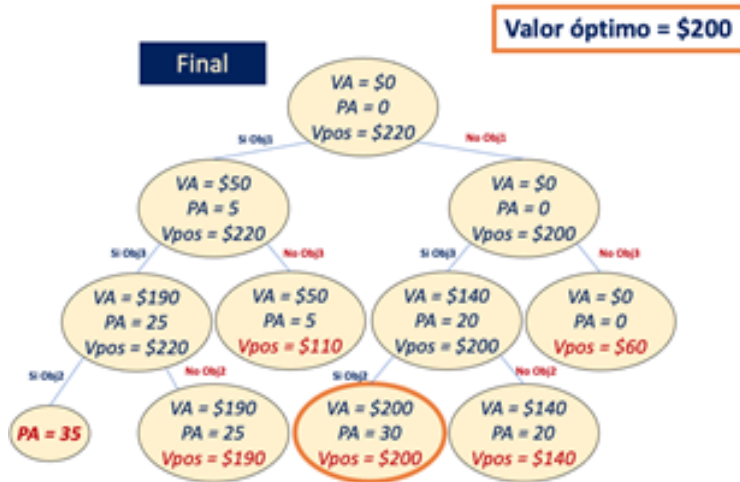 Valor óptimo = $200
Final
VA = $0
PA = 0
Vpos = $220
Si Obj1
No Obj1
VA = $50
PA = 5
Vpos = $220
VA = $0
PA = 0
Vpos = $200
Si Obj3
No Obj3
Si Obj3
No Obj3
VA = $190
PA = 25
Vpos = $220
VA = $50
PA = 5
Vpos = $110
VA = $140
PA = 20
Vpos = $200
VA = $0
PA = 0
Vpos = $60
Si Obj2
No Obj2
Si Obj2
No Obj2
PA = 35
VA = $190
PA = 25
Vpos = $190
VA = $200
PA = 30
Vpos = $200
VA = $140
PA = 20
Vpos = $140